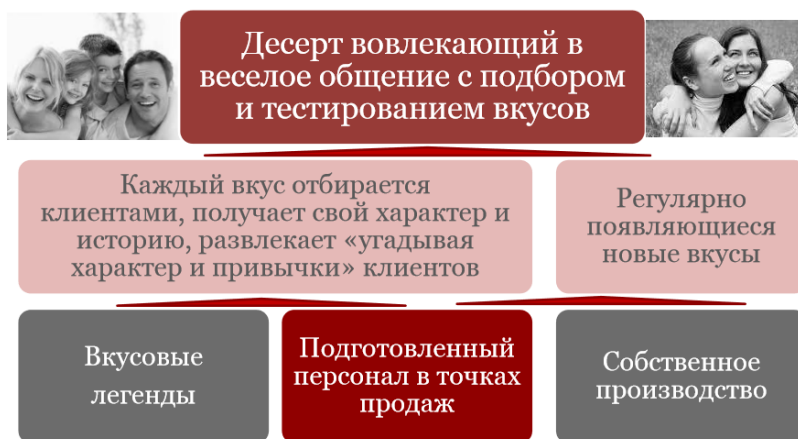 Десерт вовлекающий в
веселое общение с подбором
и тестированием вкусов
Каждый вкус отбирается
клиентами, получает свой характер и
историю, развлекает «угадывая
характер и привычки» клиентов
Регулярно
появляющиеся
новые вкусы
Вкусовые
легенды
Подготовленный
персонал в точках
продаж
Собственное
производство